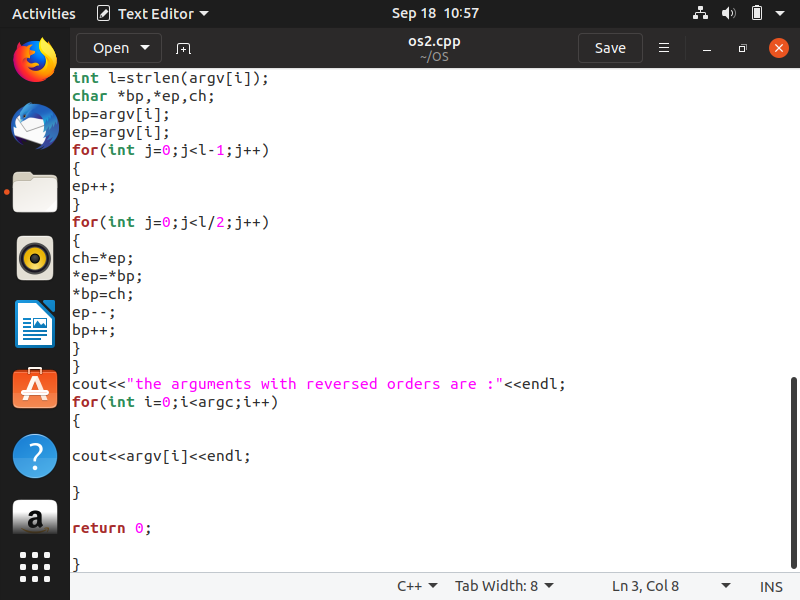 Activities Text Editor Sep 18 10:57
Open os2.cpp Save
~/OS
int l=strlen(argv[i]);
char *bp,*ep,ch;
bp=argv[i];
ep=argv[i];
for(int j=0;j<l-1;j++)
{
ep++;
}
for(int j=0;j<l/2;j++)
{
ch=*ep;
*ep=*bp;
*bp=ch;
ep--;
bp++;
}
}
cout<<"the arguments with reversed orders are :"<<endl;
for(int i=0;i<argc;i++)
{
cout<<argv[i]<<endl;
}
return 0;
}
C++ Tab Width: 8 Ln 3, Col 8 INS
?
a